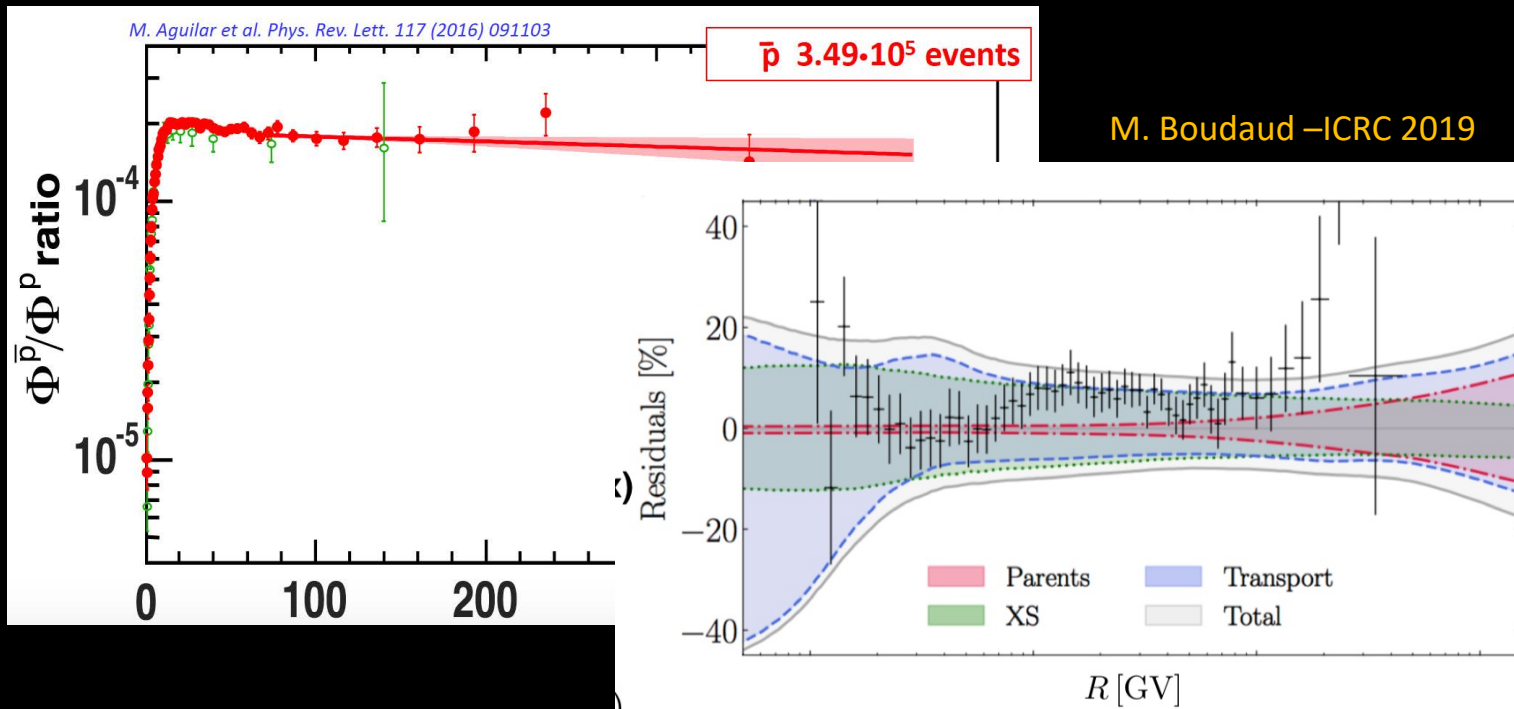 M. Aguilar et al. Phys. Rev. Lett. 117 (2016) 091103
p̄ 3.49•10⁵ events
M. Boudaud –ICRC 2019
Φᵖ̄/Φᵖ ratio
10⁻⁴
10⁻⁵
0 100 200
x)
)
Residuals [%]
40
20
0
−20
−40
Parents
Transport
XS
Total
R [GV]